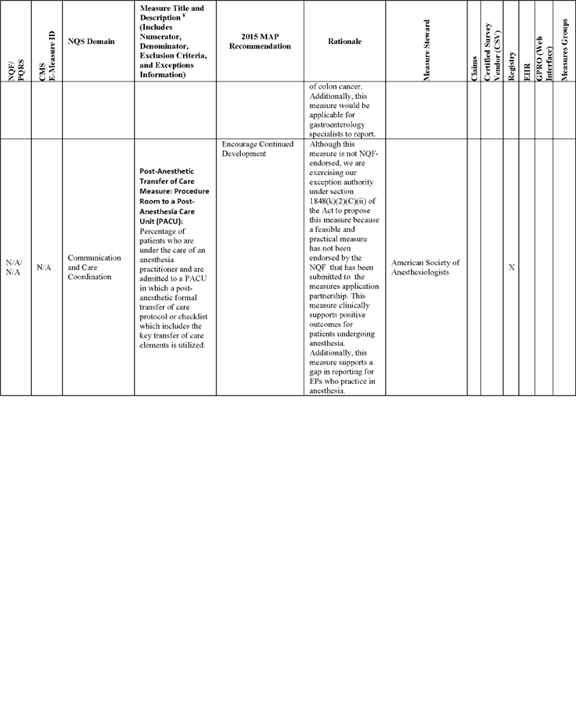 NQF/
PQRS
CMS
E-Measure ID
NQS Domain
Measure Title and
Description ¥
(Includes
Numerator,
Denominator,
Exclusion Criteria,
and Exceptions
Information)
2015 MAP
Recommendation
Rationale
Measure Steward
Claims
Certified Survey
Vendor (CSV)
Registry
EHR
GPRO (Web
Interface)
Measures Groups
of colon cancer.
Additionally, this
measure would be
applicable for
gastroenterology
specialists to report.
N/A/
N/A
N/A
Communication
and Care
Coordination
Post-Anesthetic
Transfer of Care
Measure: Procedure
Room to a Post-
Anesthesia Care
Unit (PACU):
Percentage of
patients who are
under the care of an
anesthesia
practitioner and are
admitted to a PACU
in which a post-
anesthetic formal
transfer of care
protocol or checklist
which includes the
key transfer of care
elements is utilized.
Encourage Continued
Development
Although this
measure is not NQF-
endorsed, we are
exercising our
exception authority
under section
1848(k)(2)(C)(ii) of
the Act to propose
this measure because
a feasible and
practical measure
has not been
endorsed by the
NQF that has been
submitted to the
measures application
partnership. This
measure clinically
supports positive
outcomes for
patients undergoing
anesthesia.
Additionally, this
measure supports a
gap in reporting for
EPs who practice in
anesthesia.
American Society of
Anesthesiologists
X